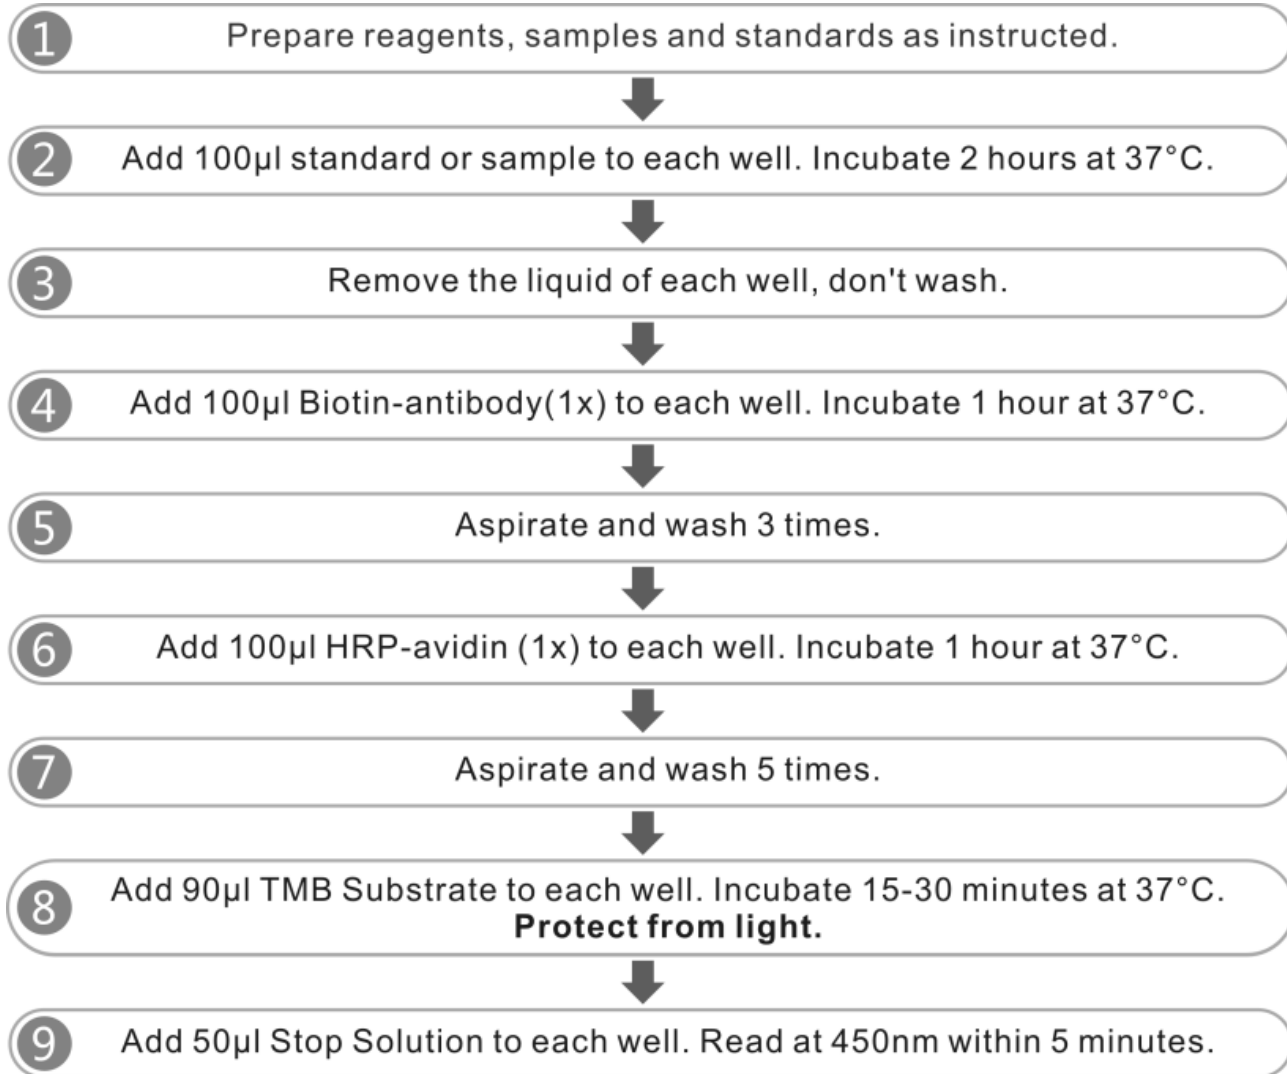 1 Prepare reagents, samples and standards as instructed.
2 Add 100µl standard or sample to each well. Incubate 2 hours at 37°C.
3 Remove the liquid of each well, don't wash.
4 Add 100µl Biotin-antibody(1x) to each well. Incubate 1 hour at 37°C.
5 Aspirate and wash 3 times.
6 Add 100µl HRP-avidin (1x) to each well. Incubate 1 hour at 37°C.
7 Aspirate and wash 5 times.
8 Add 90µl TMB Substrate to each well. Incubate 15-30 minutes at 37°C.
Protect from light.
9 Add 50µl Stop Solution to each well. Read at 450nm within 5 minutes.